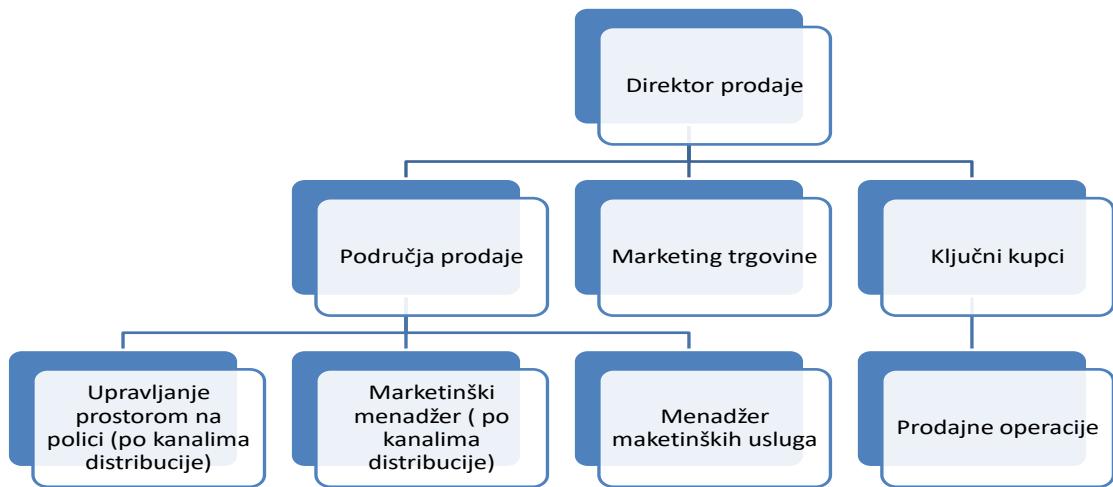 Direktor prodaje
Područja prodaje
Marketing trgovine
Ključni kupci
Upravljanje
prostorom na
polici (po kanalima
distribucije)
Marketinški
menadžer ( po
kanalima
distribucije)
Menadžer
maketinških usluga
Prodajne operacije